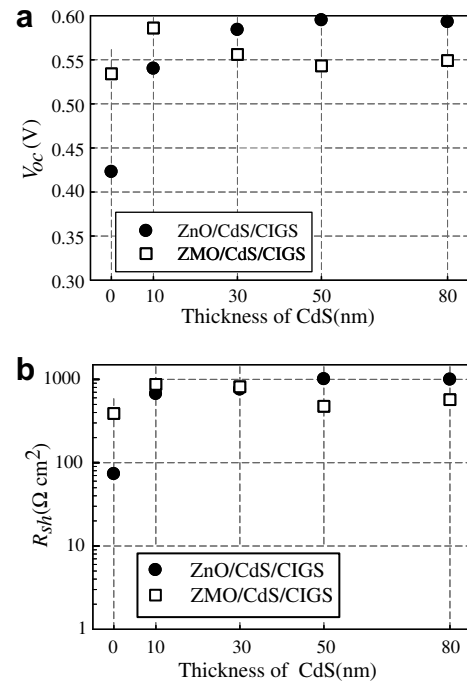 a
0.60
0.55
0.50
0.45
0.40
0.35
0.30
Voc(V)
ZnO/CdS/CIGS
ZMO/CdS/CIGS
0 10 30 50 80
Thickness of CdS(nm)
b
1000
100
10
1
Rsh(Ω cm2)
ZnO/CdS/CIGS
ZMO/CdS/CIGS
0 10 30 50 80
Thickness of CdS(nm)